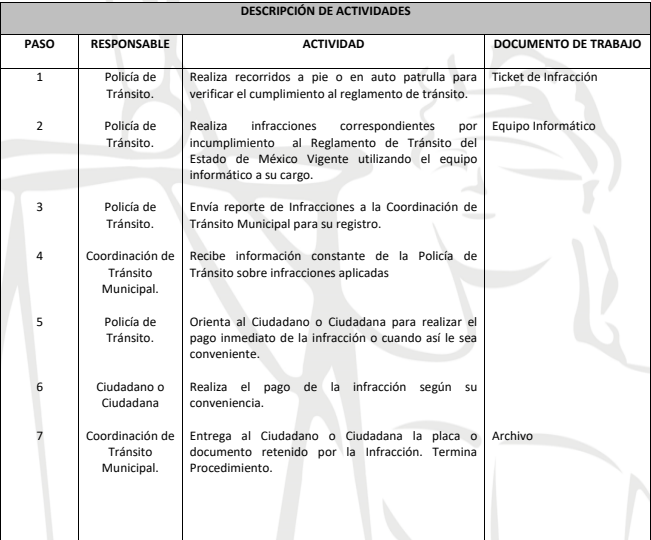 DESCRIPCIÓN DE ACTIVIDADES
PASO RESPONSABLE ACTIVIDAD DOCUMENTO DE TRABAJO
1 Policía de Realiza recorridos a pie o en auto patrulla para Ticket de Infracción
Tránsito. verificar el cumplimiento al reglamento de tránsito.
2 Policía de Realiza infracciones correspondientes por Equipo Informático
Tránsito. incumplimiento al Reglamento de Tránsito del
Estado de México Vigente utilizando el equipo
informático a su cargo.
3 Policía de Envía reporte de Infracciones a la Coordinación de
Tránsito. Tránsito Municipal para su registro.
4 Coordinación de Recibe información constante de la Policía de
Tránsito Tránsito sobre infracciones aplicadas
Municipal.
5 Policía de Orienta al Ciudadano o Ciudadana para realizar el
Tránsito. pago inmediato de la infracción o cuando así le sea
conveniente.
6 Ciudadano o Realiza el pago de la infracción según su
Ciudadana conveniencia.
7 Coordinación de Entrega al Ciudadano o Ciudadana la placa o Archivo
Tránsito documento retenido por la Infracción. Termina
Municipal. Procedimiento.